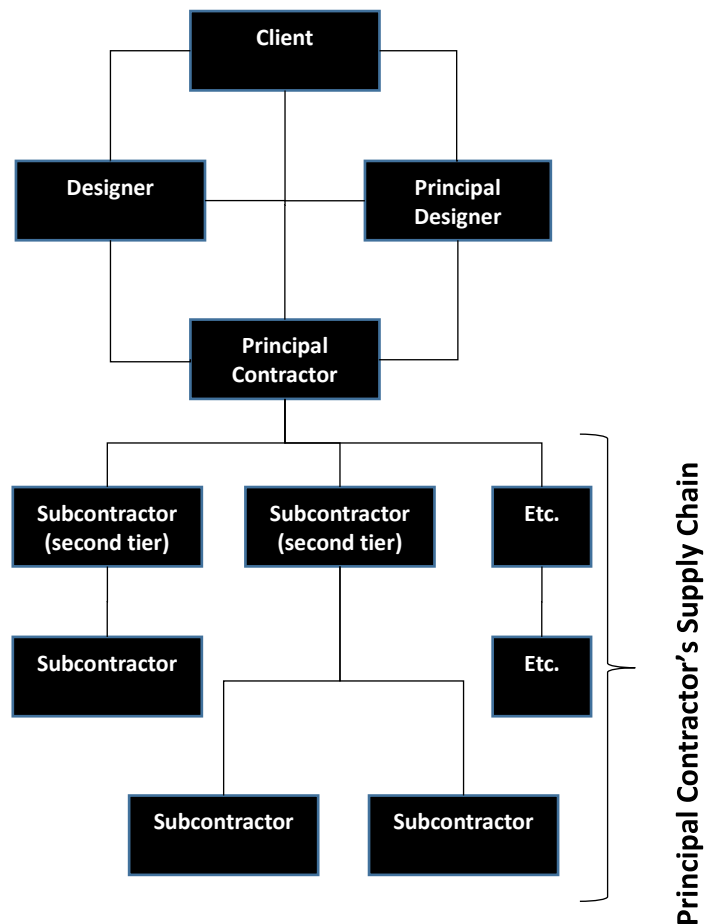 Client
Designer
Principal
Designer
Principal
Contractor
Subcontractor
(second tier)
Subcontractor
(second tier)
Etc.
Subcontractor
Etc.
Subcontractor
Subcontractor
Principal Contractor’s Supply Chain